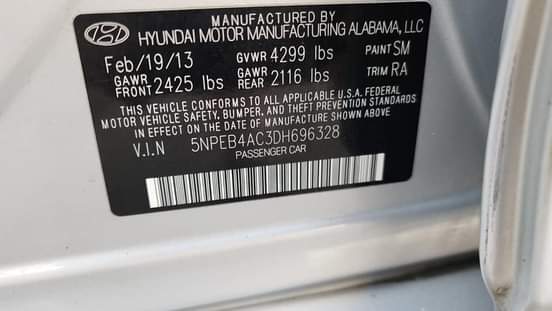 MANUFACTURED BY
HYUNDAI MOTOR MANUFACTURING ALABAMA, LLC
Feb/19/13 GVWR 4299 lbs PAINT SM
GAWR FRONT 2425 lbs GAWR REAR 2116 lbs TRIM RA
THIS VEHICLE CONFORMS TO ALL APPLICABLE U.S.A FEDERAL
MOTOR VEHICLE SAFETY, BUMPER, AND THEFT PREVENTION STANDARDS
IN EFFECT ON THE DATE OF MANUFACTURE SHOWN ABOVE.
V.I.N 5NPEB4AC3DH696328
PASSENGER CAR